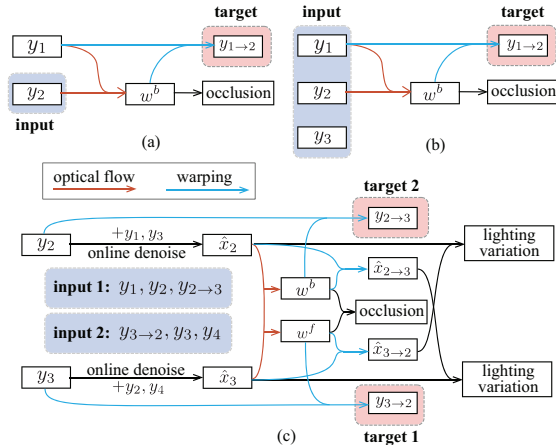 target
y₁
y₁→₂
y₂
wᵇ
occlusion
input
(a)
input
target
y₁
y₁→₂
y₂
wᵇ
occlusion
y₃
(b)
optical flow
warping
target 2
y₂→₃
y₂
+y₁, y₃
online denoise
x̂₂
lighting
variation
input 1: y₁, y₂, y₂→₃
wᵇ
x̂₂→₃
occlusion
input 2: y₃→₂, y₃, y₄
wᶠ
x̂₃→₂
y₃
online denoise
+y₂, y₄
x̂₃
lighting
variation
y₃→₂
target 1
(c)